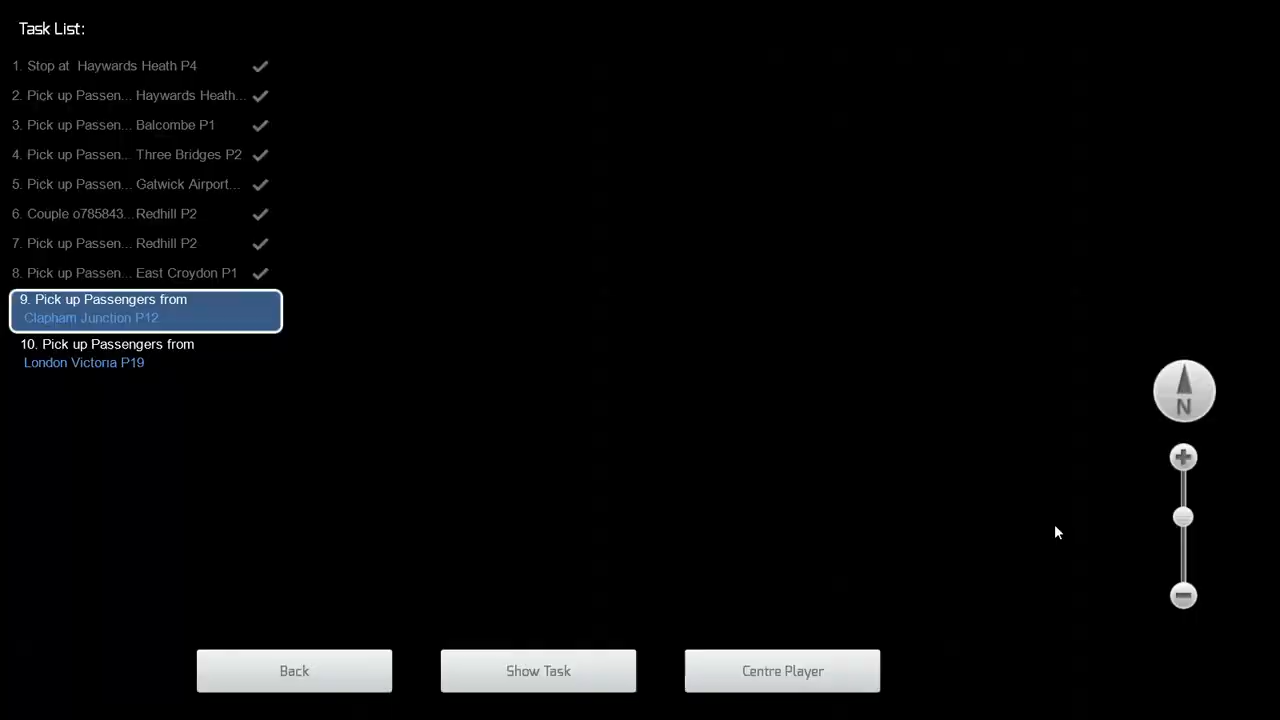 Task List:
1. Stop at  Haywards Heath P4
2. Pick up Passen... Haywards Heath...
3. Pick up Passen... Balcombe P1
4. Pick up Passen... Three Bridges P2
5. Pick up Passen... Gatwick Airport...
6. Couple o785843... Redhill P2
7. Pick up Passen... Redhill P2
8. Pick up Passen... East Croydon P1
9. Pick up Passengers from
Clapham Junction P12
10. Pick up Passengers from
London Victoria P19
N
Back
Show Task
Centre Player